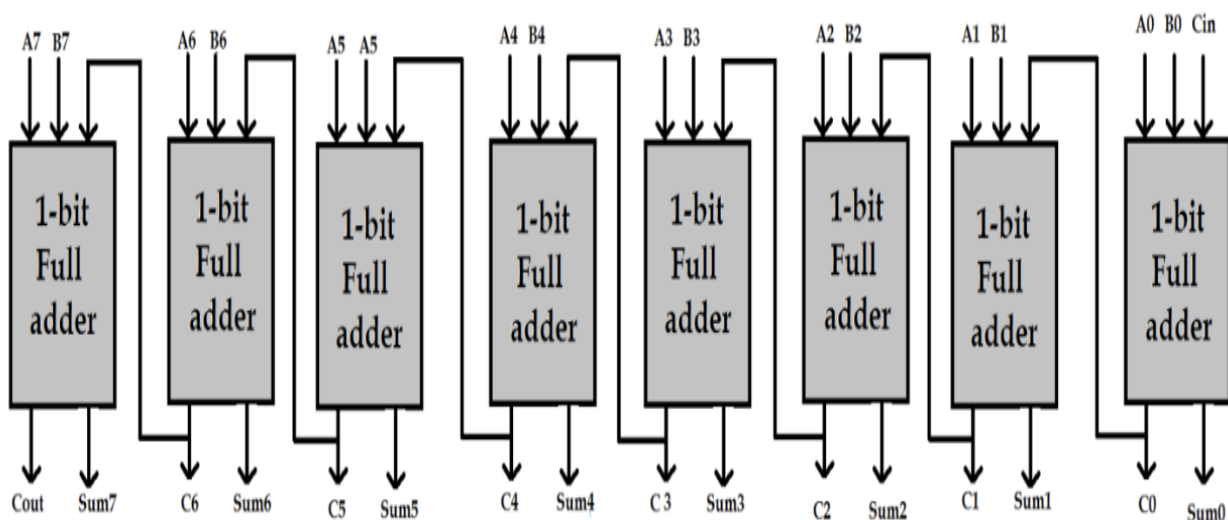 A7 B7 A6 B6 A5 A5 A4 B4 A3 B3 A2 B2 A1 B1 A0 B0 Cin
1-bit Full adder
1-bit Full adder
1-bit Full adder
1-bit Full adder
1-bit Full adder
1-bit Full adder
1-bit Full adder
1-bit Full adder
Cout Sum7 C6 Sum6 C5 Sum5 C4 Sum4 C3 Sum3 C2 Sum2 C1 Sum1 C0 Sum0